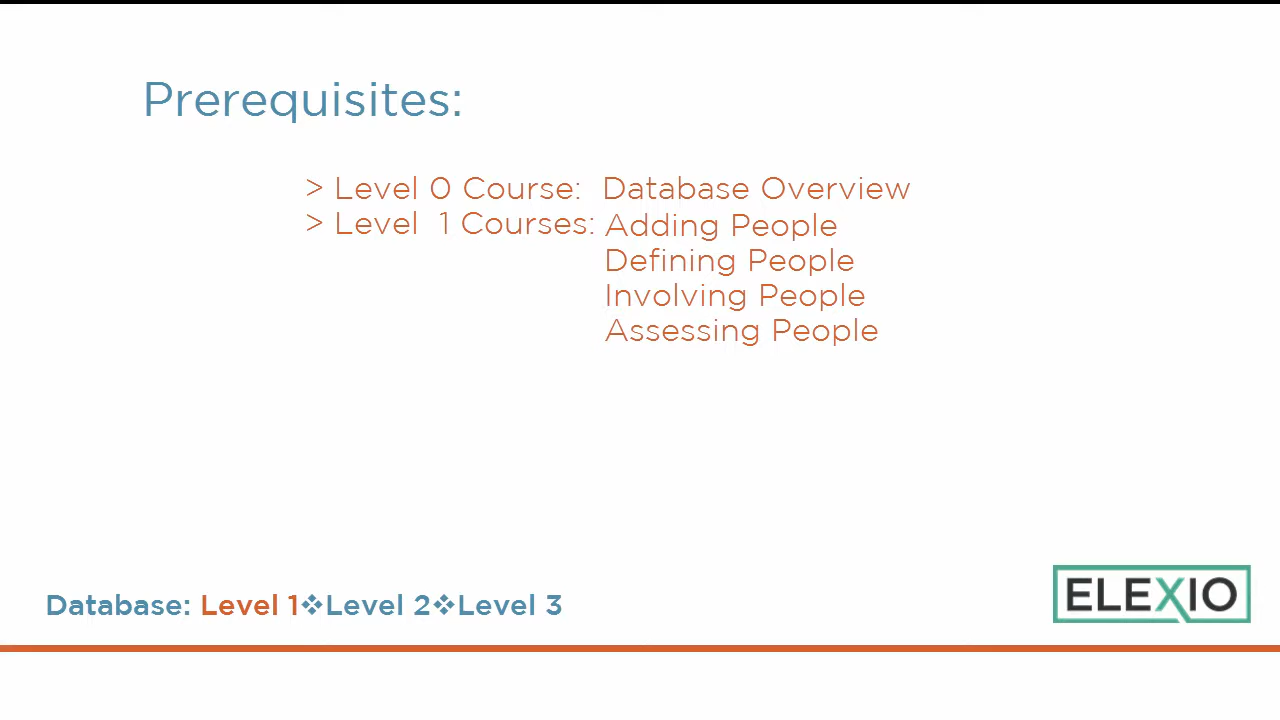 Prerequisites:
> Level 0 Course: Database Overview
> Level 1 Courses: Adding People
Defining People
Involving People
Assessing People
Database: Level 1❖Level 2❖Level 3
ELEXIO